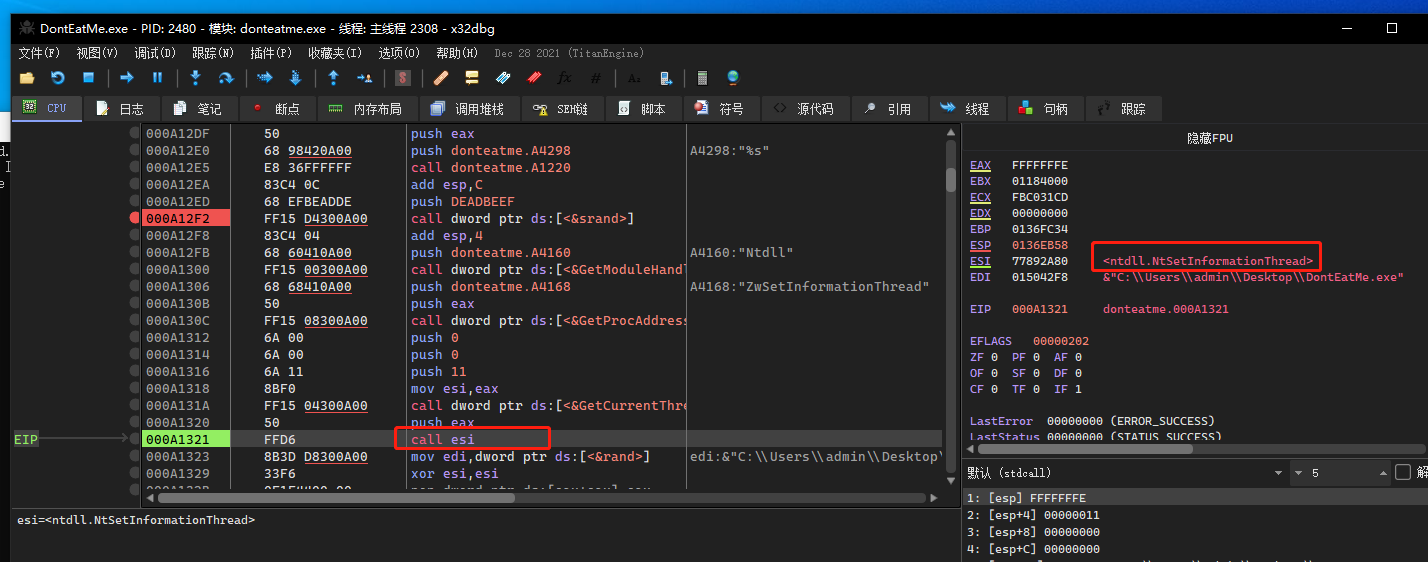 DontEatMe.exe - PID: 2480 - 模块: donteatme.exe - 线程: 主线程 2308 - x32dbg
文件(F) 视图(V) 调试(D) 跟踪(N) 插件(P) 收藏夹(I) 选项(O) 帮助(H) Dec 28 2021 (TitanEngine)
CPU 日志 笔记 断点 内存布局 调用堆栈 SEH链 脚本 符号 源代码 引用 线程 句柄 跟踪
000A12DF 50 push eax
000A12E0 68 98420A00 push donteatme.A4298 A4298:"%s"
000A12E5 E8 36FFFFFF call donteatme.A1220
000A12EA 83C4 0C add esp,C
000A12ED 68 EFBEADDE push DEADBEEF
000A12F2 FF15 D4300A00 call dword ptr ds:[<&srand>]
000A12F8 83C4 04 add esp,4
000A12FB 68 60410A00 push donteatme.A4160 A4160:"Ntdll"
000A1300 FF15 00300A00 call dword ptr ds:[<&GetModuleHandl
000A1306 68 68410A00 push donteatme.A4168 A4168:"ZwSetInformationThread"
000A130B 50 push eax
000A130C FF15 08300A00 call dword ptr ds:[<&GetProcAddress
000A1312 6A 00 push 0
000A1314 6A 00 push 0
000A1316 6A 11 push 11
000A1318 8BF0 mov esi,eax
000A131A FF15 04300A00 call dword ptr ds:[<&GetCurrentThre
000A1320 50 push eax
EIP 000A1321 FFD6 call esi
000A1323 8B3D D8300A00 mov edi,dword ptr ds:[<&rand>] edi:&"C:\\Users\\admin\\Desktop\
000A1329 33F6 xor esi,esi
esi=<ntdll.NtSetInformationThread>
隐藏FPU
EAX FFFFFFFE
EBX 01184000
ECX FBC031CD
EDX 00000000
EBP 0136FC34
ESP 0136EB58
ESI 77892A80 <ntdll.NtSetInformationThread>
EDI 015042F8 &"C:\\Users\\admin\\Desktop\\DontEatMe.exe"
EIP 000A1321 donteatme.000A1321
EFLAGS 00000202
ZF 0 PF 0 AF 0
OF 0 SF 0 DF 0
CF 0 TF 0 IF 1
LastError 00000000 (ERROR_SUCCESS)
LastStatus 00000000 (STATUS_SUCCESS)
默认 (stdcall) 5 解
1: [esp] FFFFFFFE
2: [esp+4] 00000011
3: [esp+8] 00000000
4: [esp+C] 00000000